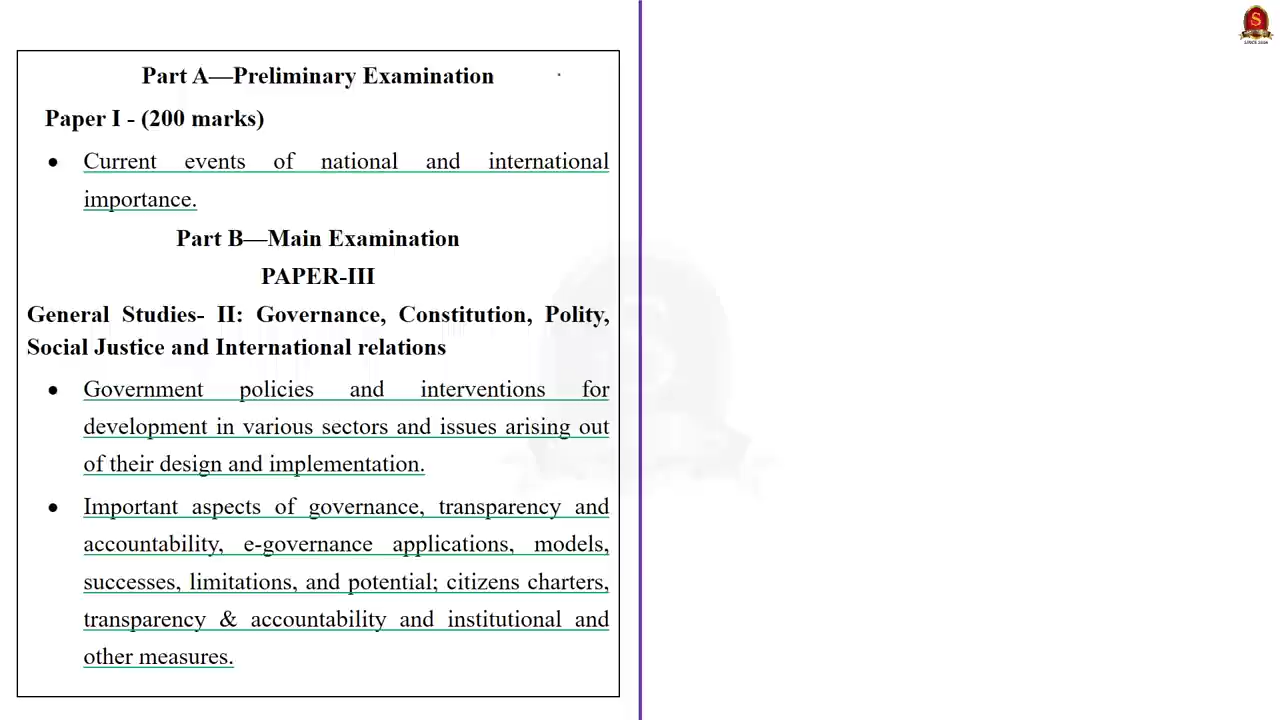 Part A—Preliminary Examination
Paper I - (200 marks)
● Current events of national and international
importance.
Part B—Main Examination
PAPER-III
General Studies- II: Governance, Constitution, Polity,
Social Justice and International relations
● Government policies and interventions for
development in various sectors and issues arising out
of their design and implementation.
● Important aspects of governance, transparency and
accountability, e-governance applications, models,
successes, limitations, and potential; citizens charters,
transparency & accountability and institutional and
other measures.
S